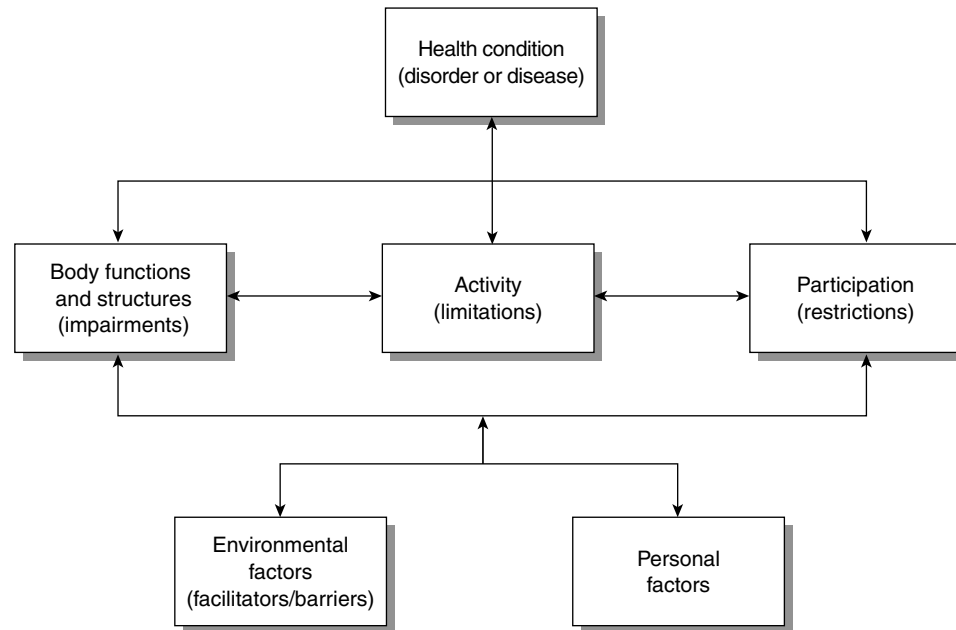 Health condition
(disorder or disease)
Body functions
and structures
(impairments)
Activity
(limitations)
Participation
(restrictions)
Environmental
factors
(facilitators/barriers)
Personal
factors